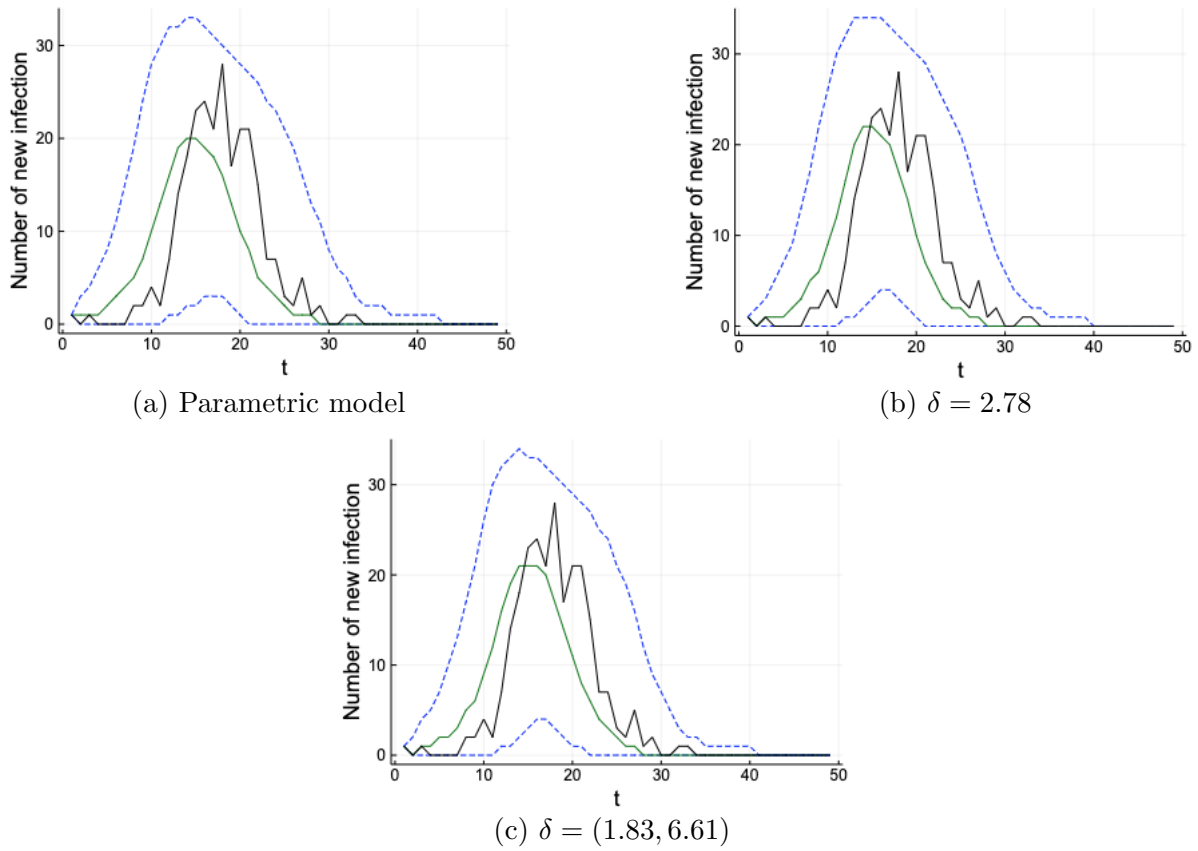 Number of new infection
30
20
10
0
0 10 20 30 40 50
t
(a) Parametric model
Number of new infection
30
20
10
0
0 10 20 30 40 50
t
(b) δ = 2.78
Number of new infection
30
20
10
0
0 10 20 30 40 50
t
(c) δ = (1.83, 6.61)